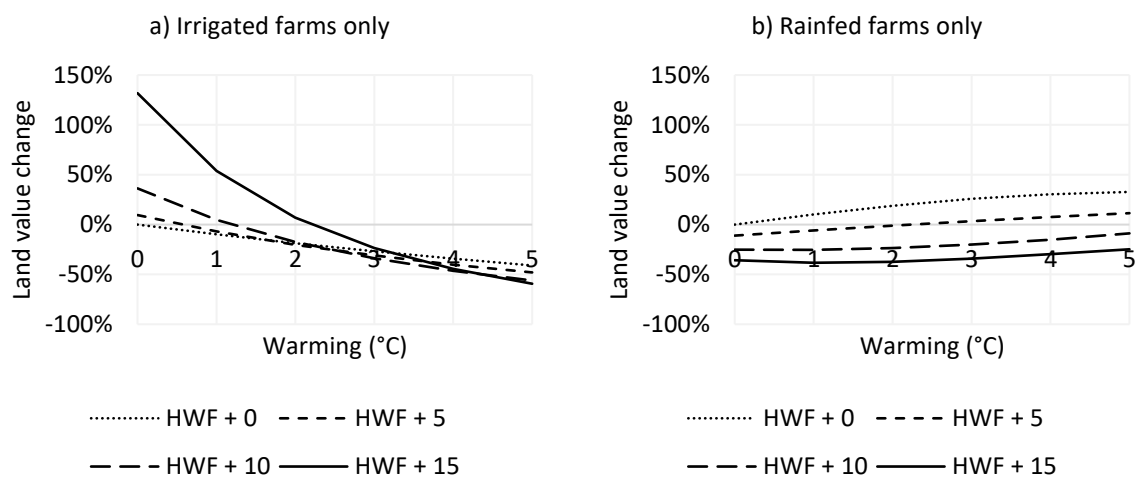 a) Irrigated farms only
150%
100%
50%
0%
-50%
-100%
Land value change
0 1 2 3 4 5
Warming (°C)
HWF + 0 HWF + 5
HWF + 10 HWF + 15
b) Rainfed farms only
150%
100%
50%
0%
-50%
-100%
Land value change
0 1 2 3 4 5
Warming (°C)
HWF + 0 HWF + 5
HWF + 10 HWF + 15